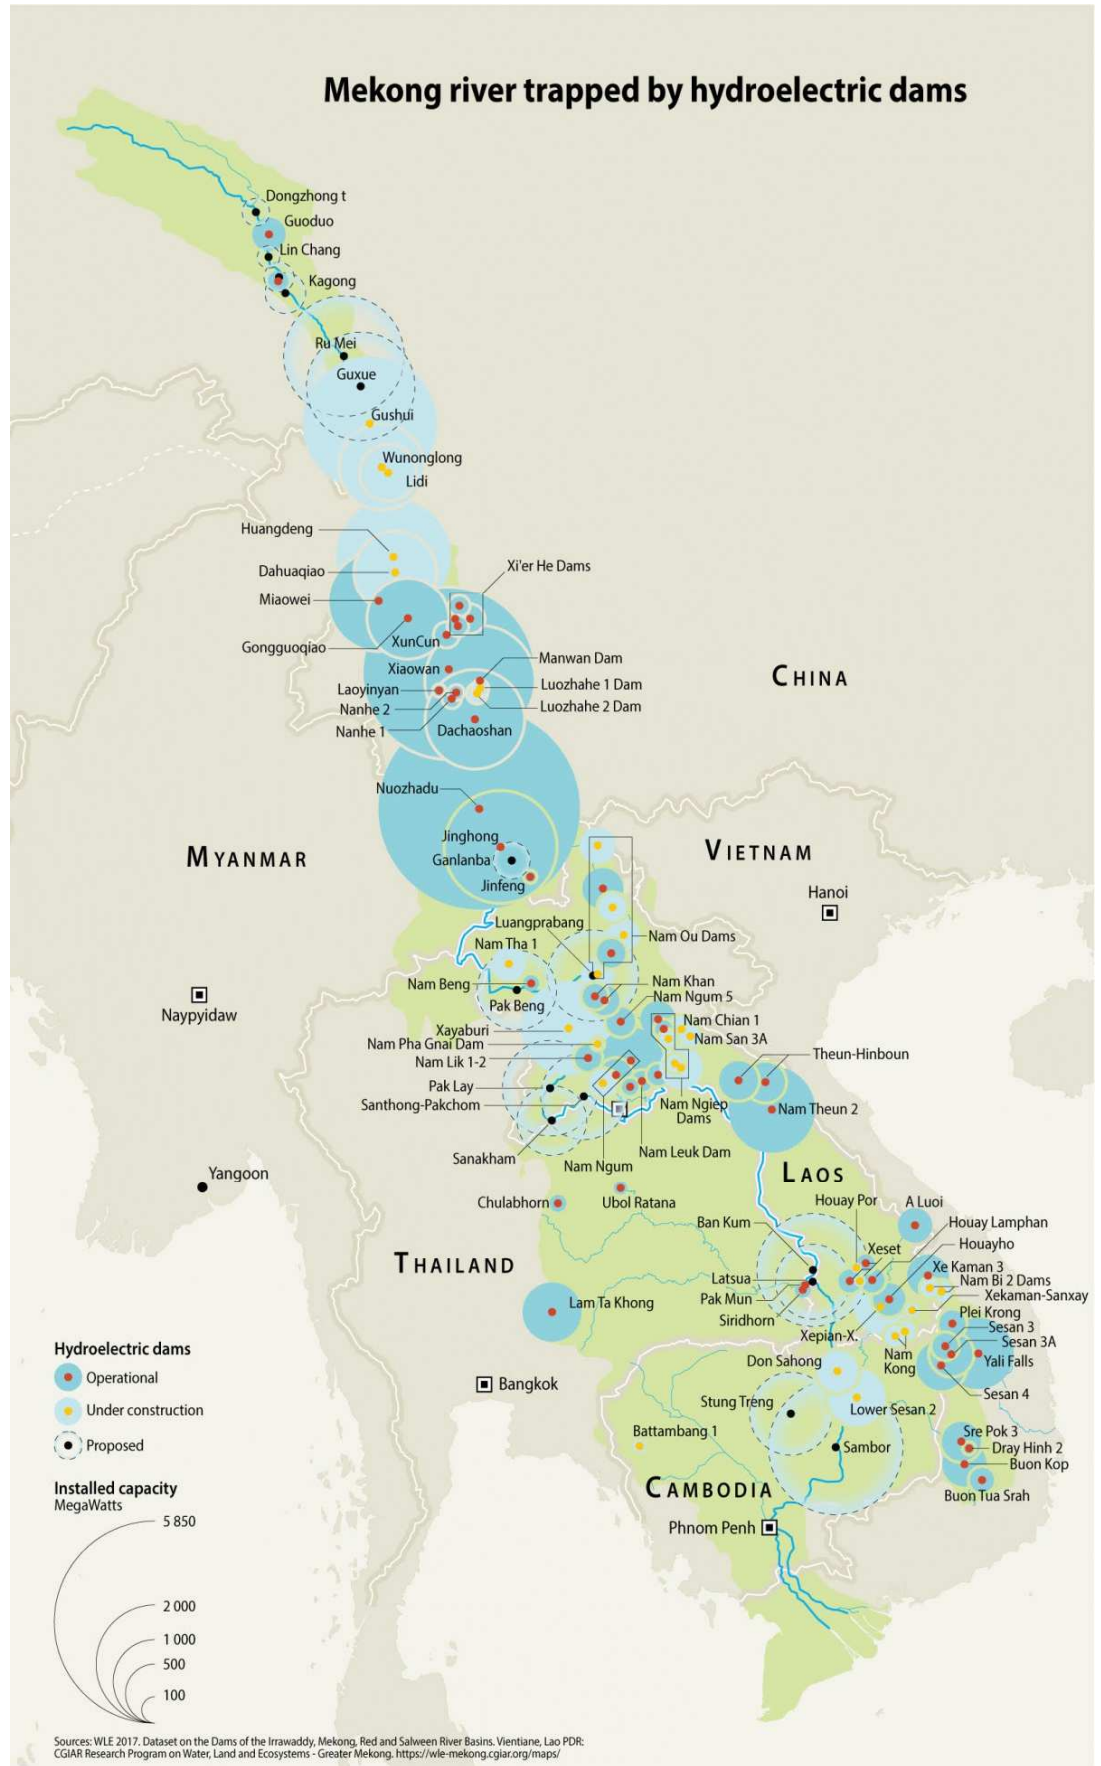 Mekong river trapped by hydroelectric dams
Dongzhong t
Guoduo
Lin Chang
Kagong
Ru Mei
Guxue
Gushui
Wunonglong
Lidi
Huangdeng
Dahuaqiao
Xi'er He Dams
Miaowei
Gongguoqiao
XunCun
Xiaowan
Manwan Dam
Laoyinyan
Luozhahe 1 Dam
Nanhe 2
Luozhahe 2 Dam
Nanhe 1
Dachaoshan
CHINA
Nuozhadu
Jinghong
Ganlanba
Jinfeng
MYANMAR
VIETNAM
Hanoi
Luangprabang
Nam Ou Dams
Nam Tha 1
Nam Beng
Pak Beng
Nam Khan
Nam Ngum 5
Naypyidaw
Xayaburi
Nam Chian 1
Nam Pha Gnai Dam
Nam San 3A
Nam Lik 1-2
Theun-Hinboun
Pak Lay
Santhong-Pakchom
Nam Ngiep
Dams
Nam Theun 2
Sanakham
Nam Ngum
Nam Leuk Dam
Yangoon
LAOS
Chulabhorn
Ubol Ratana
Houay Por
A Luoi
Ban Kum
Houay Lamphan
Houayho
Xeset
THAILAND
Latsua
Xe Kaman 3
Nam Bi 2 Dams
Pak Mun
Xekaman-Sanxay
Lam Ta Khong
Siridhorn
Plei Krong
Xepian-X.
Sesan 3
Sesan 3A
Nam
Kong
Yali Falls
Don Sahong
Bangkok
Sesan 4
Stung Treng
Lower Sesan 2
Battambang 1
Sambor
Sre Pok 3
Dray Hinh 2
Buon Kop
CAMBODIA
Buon Tua Srah
Phnom Penh
Hydroelectric dams
Operational
Under construction
Proposed
Installed capacity
MegaWatts
5 850
2 000
1 000
500
100
Sources: WLE 2017. Dataset on the Dams of the Irrawaddy, Mekong, Red and Salween River Basins. Vientiane, Lao PDR:
CGIAR Research Program on Water, Land and Ecosystems - Greater Mekong. https://wle-mekong.cgiar.org/maps/